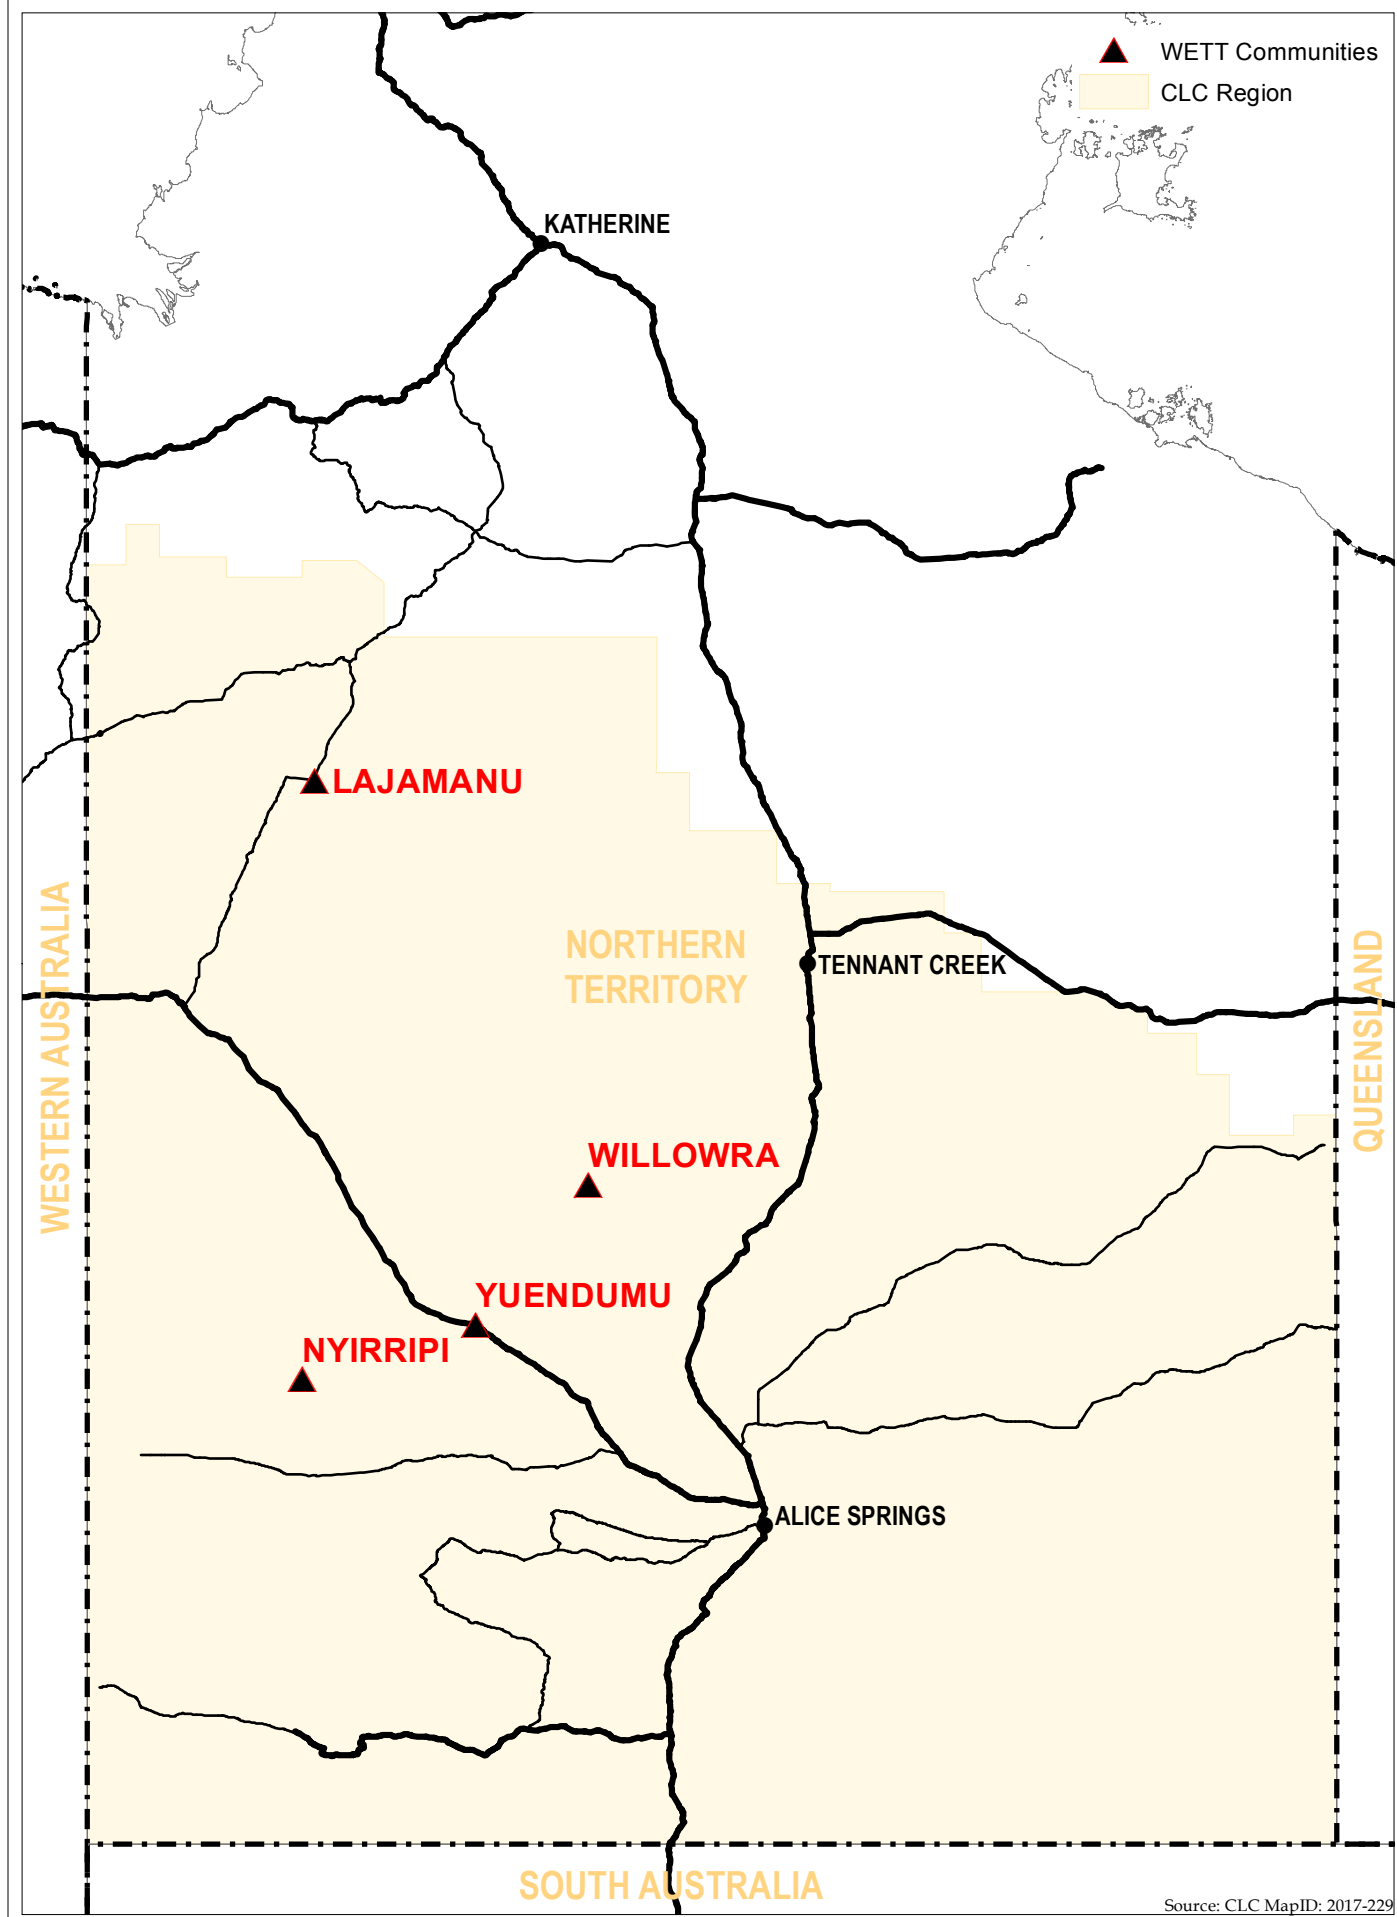 WETT Communities
CLC Region
KATHERINE
LAJAMANU
NORTHERN
TERRITORY
TENNANT CREEK
WESTERN AUSTRALIA
QUEENSLAND
WILLOWRA
YUENDUMU
NYIRRIPI
ALICE SPRINGS
SOUTH AUSTRALIA
Source: CLC MapID: 2017-229